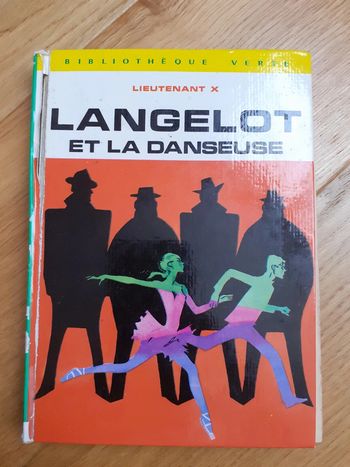 BIBLIOTHÈQUE VERTE
LIEUTENANT X
LANGELOT
ET LA DANSEUSE